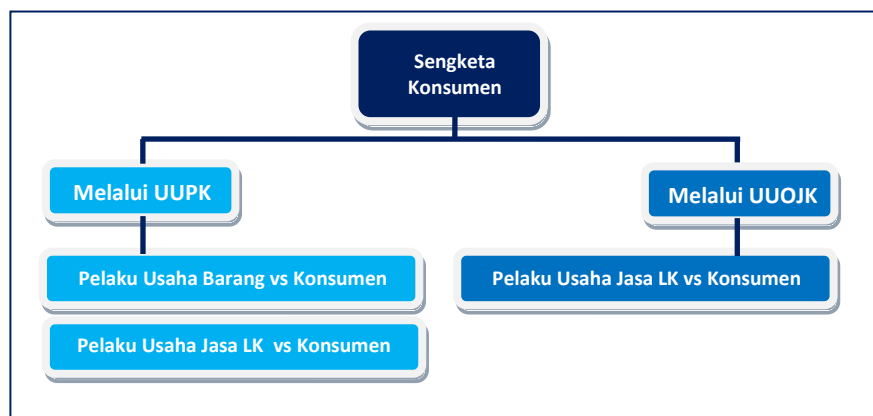 Sengketa
Konsumen
Melalui UUPK
Melalui UUOJK
Pelaku Usaha Barang vs Konsumen
Pelaku Usaha Jasa LK vs Konsumen
Pelaku Usaha Jasa LK vs Konsumen